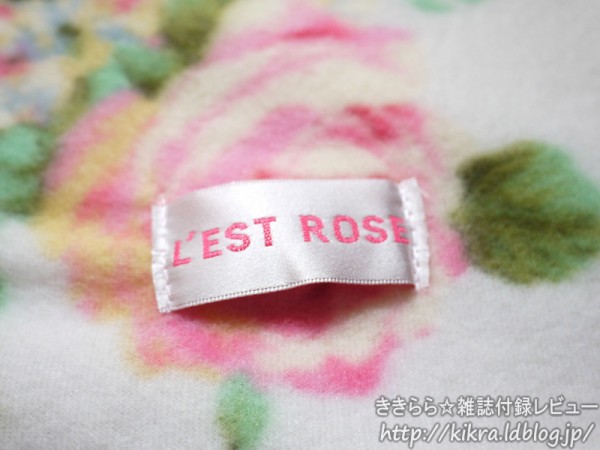 L'EST ROSE
ききらら☆雑誌付録レビュー
http://kikra.ldblog.jp/